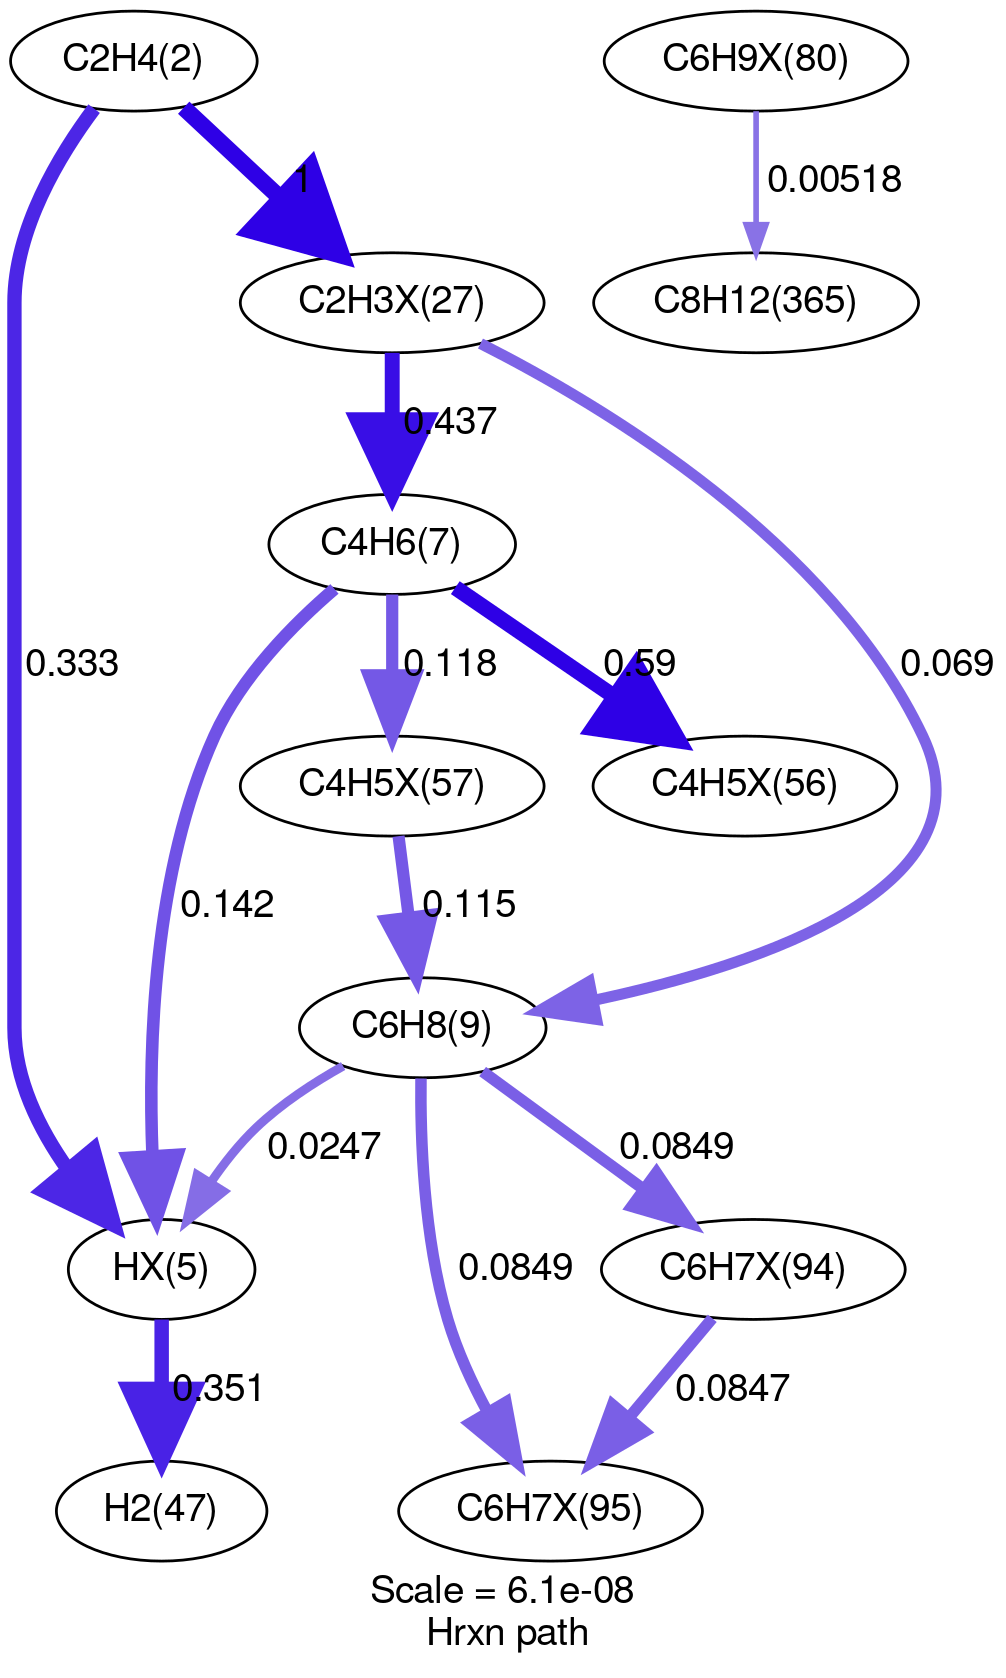 C2H4(2)
C6H9X(80)
1
0.00518
C2H3X(27)
C8H12(365)
0.437
C4H6(7)
0.333
0.118
0.59
0.069
C4H5X(57)
C4H5X(56)
0.142
0.115
C6H8(9)
0.0247
0.0849
0.0849
HX(5)
C6H7X(94)
0.351
0.0847
H2(47)
C6H7X(95)
Scale = 6.1e-08
Hrxn path